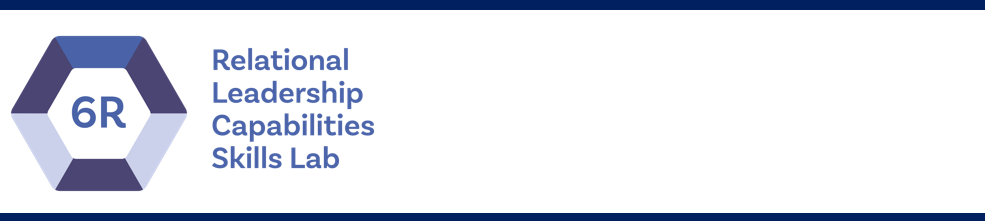 6R
Relational
Leadership
Capabilities
Skills Lab